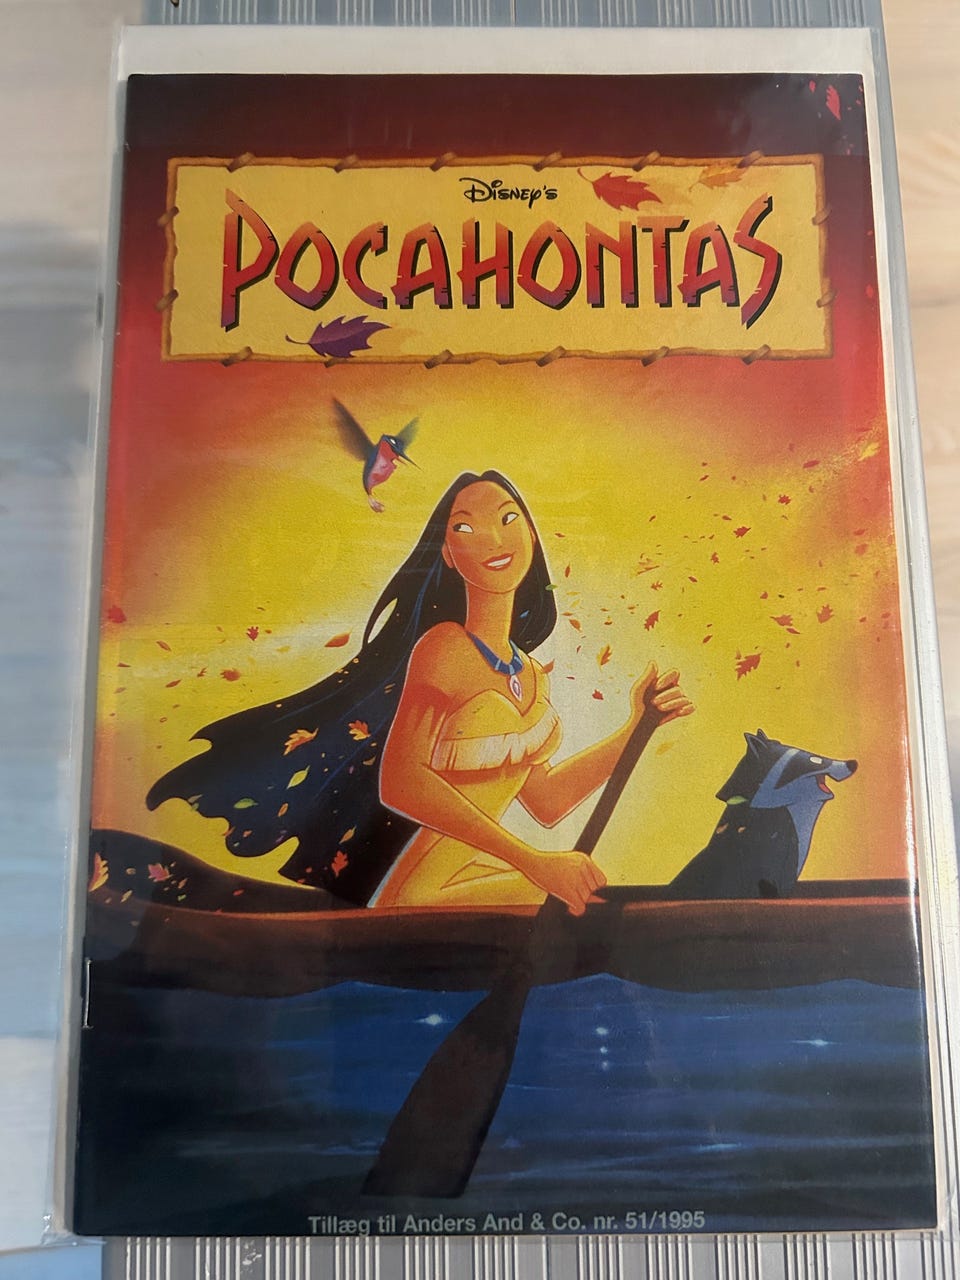 Disney's
POCAHONTAS
Tillæg til Anders And & Co. nr. 51/1995